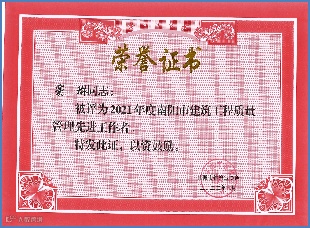 荣誉证书
同志：
被评为2021年度南阳市建筑工程质量
管理先进工作者
特发此证，以资鼓励。